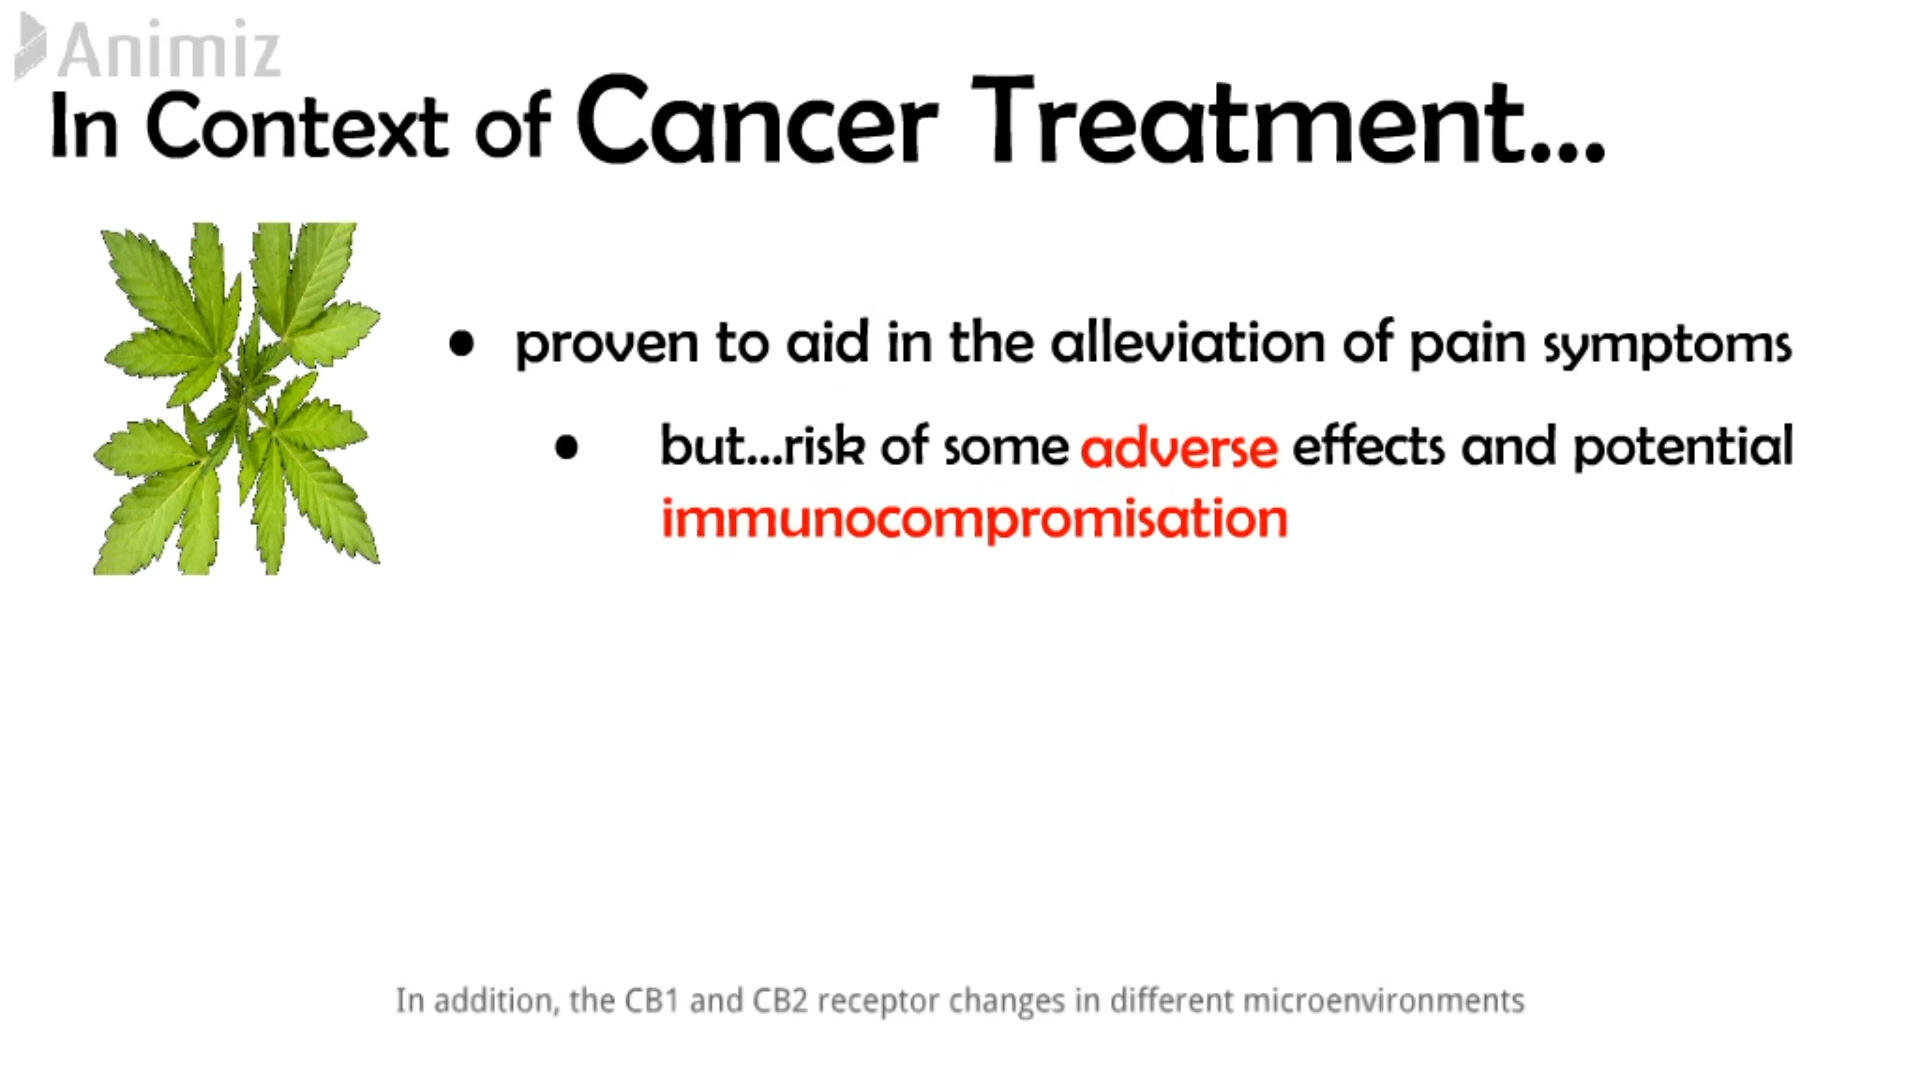 Animiz
In Context of Cancer Treatment...
• proven to aid in the alleviation of pain symptoms
• but...risk of some adverse effects and potential
immunocompromisation
In addition, the CB1 and CB2 receptor changes in different microenvironments